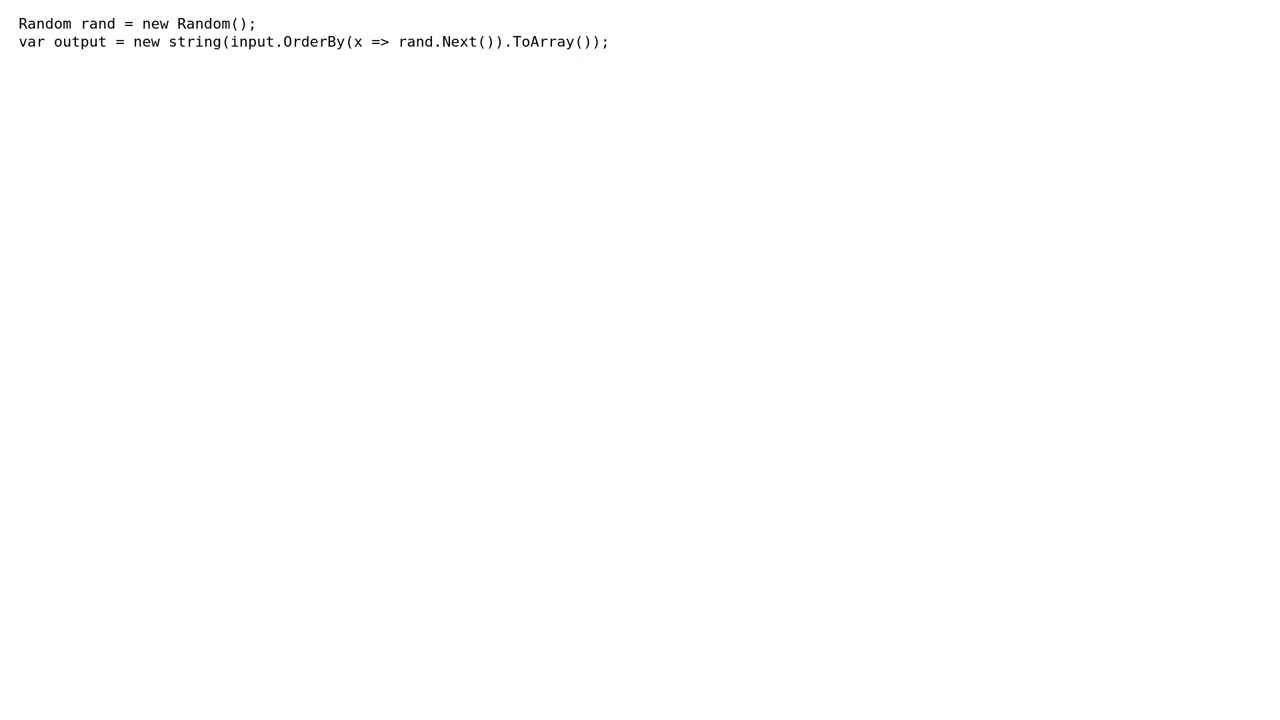 Random rand = new Random();
var output = new string(input.OrderBy(x => rand.Next()).ToArray());